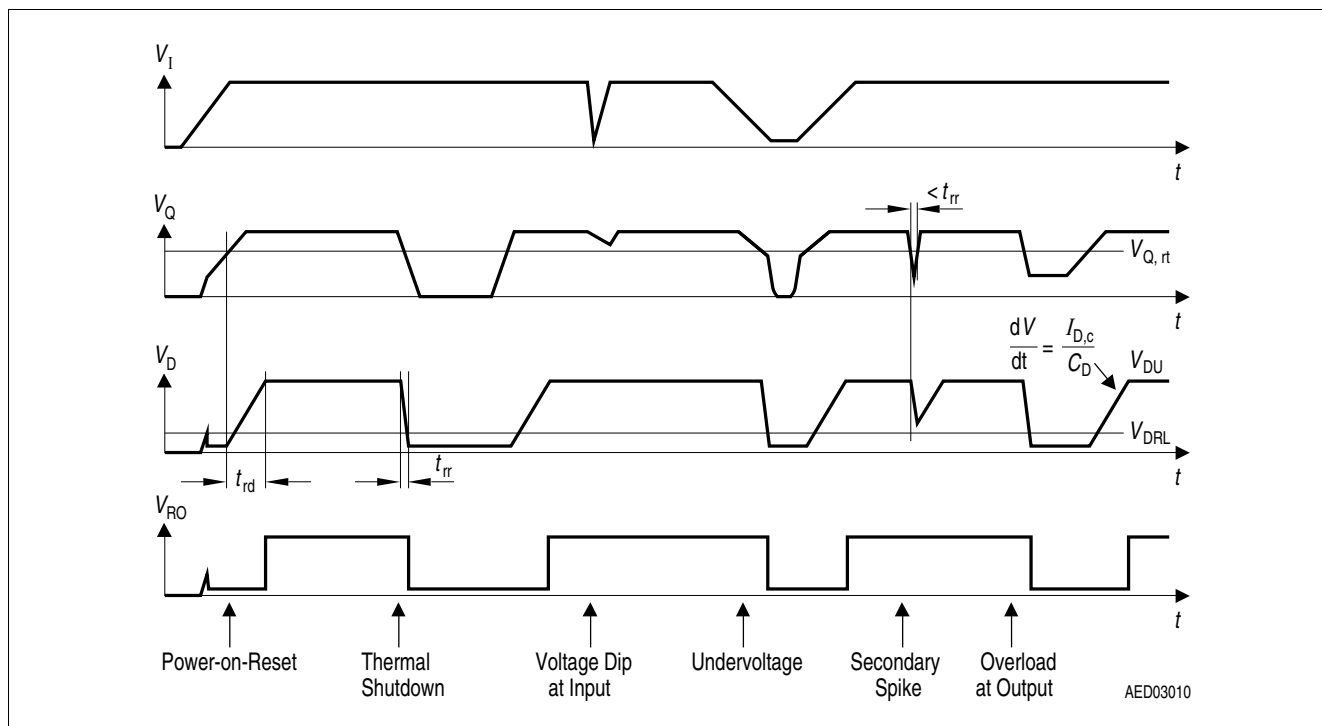 V_I
t
V_Q
< t_rr
V_Q, rt
t
V_D
dV/dt = I_D,c/C_D
V_DU
V_DRL
t_rd
t_rr
t
V_RO
t
Power-on-Reset
Thermal
Shutdown
Voltage Dip
at Input
Undervoltage
Secondary
Spike
Overload
at Output
AED03010